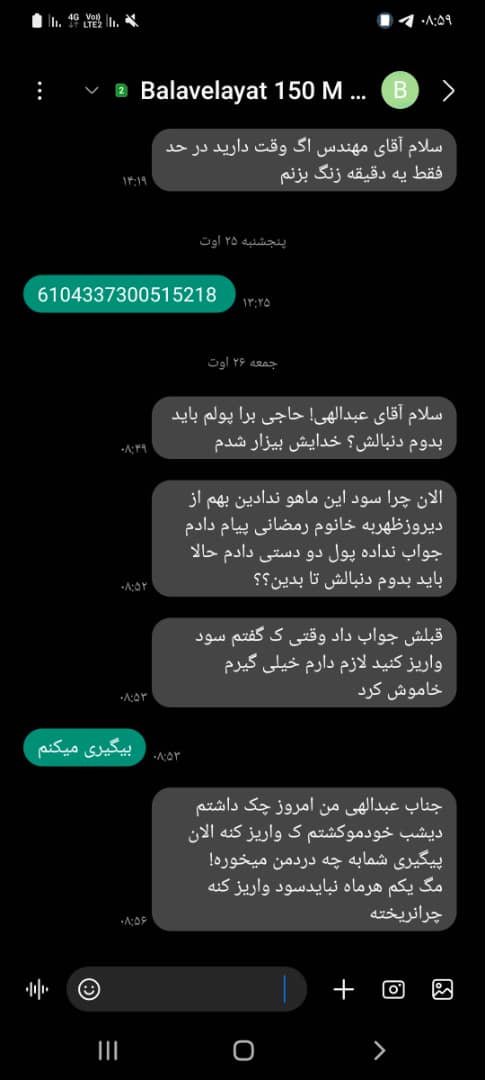 ۰۸:۵۹
4G
Vo))
LTE2
2
Balavelayat 150 M ...
B
سلام آقای مهندس اگ وقت دارید در حد
فقط یه دقیقه زنگ بزنم
۱۴:۱۹
پنجشنبه ۲۵ اوت
6104337300515218
۱۳:۲۵
جمعه ۲۶ اوت
سلام آقای عبدالهی! حاجی برا پولم باید
بدوم دنبالش؟ خدایش بیزار شدم
۰۸:۴۹
الان چرا سود این ماهو ندادین بهم از
دیروزظهربه خانوم رمضانی پیام دادم
جواب نداده پول دو دستی دادم حالا
باید بدوم دنبالش تا بدین؟؟
۰۸:۵۲
قبلش جواب داد وقتی ک گفتم سود
واریز کنید لازم دارم خیلی گیرم
خاموش کرد
۰۸:۵۳
بیگیری میکنم
۰۸:۵۳
جناب عبدالهی من امروز چک داشتم
دیشب خودموکشتم ک واریز کنه الان
پیگیری شمابه چه دردمن میخوره!
مگ یکم هرماه نبایدسود واریز کنه
چرانریخته
۰۸:۵۶